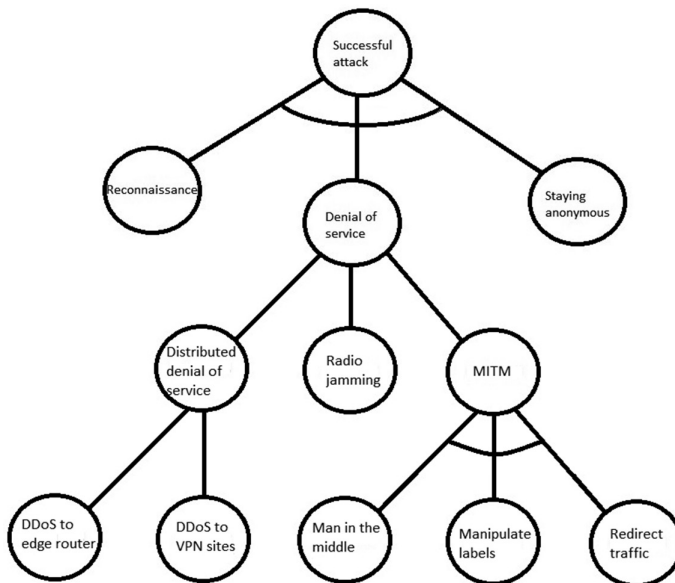 Successful
attack
Reconnaissance
Staying
anonymous
Denial of
service
Distributed
denial of
service
Radio
jamming
MITM
DDoS to
edge router
DDoS to
VPN sites
Man in the
middle
Manipulate
labels
Redirect
traffic